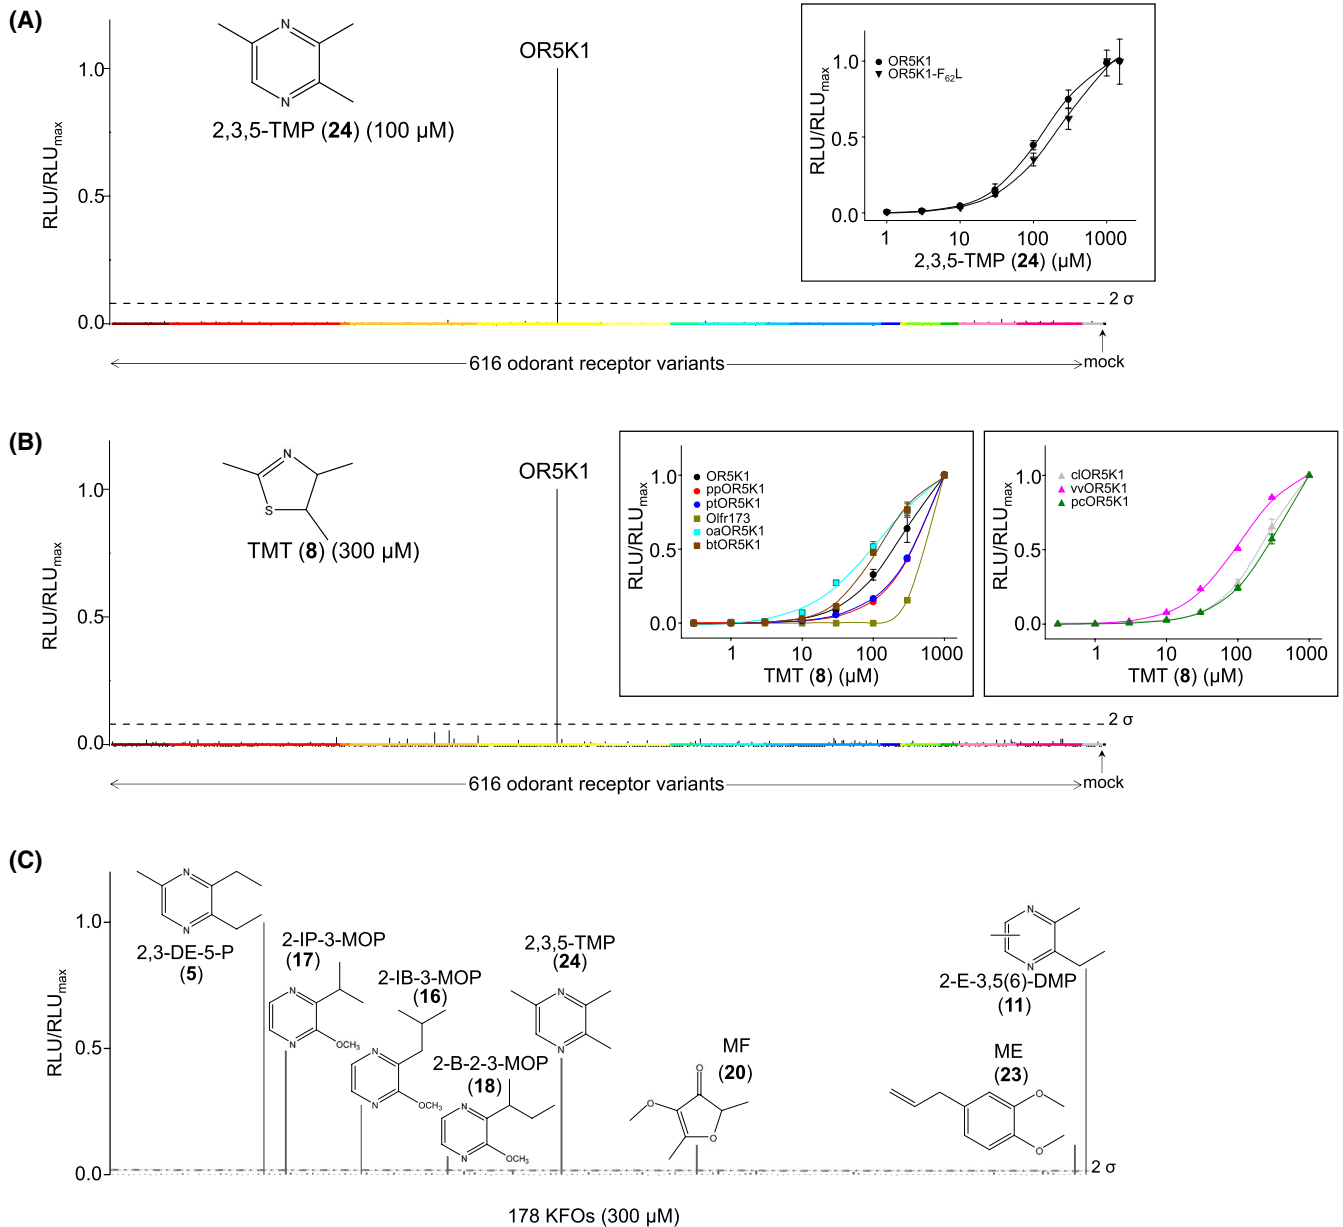 (A)
1.0
0.5
0.0
RLU/RLUmax
N
N
2,3,5-TMP (24) (100 µM)
OR5K1
2 σ
616 odorant receptor variants
mock
1.0
0.5
0.0
RLU/RLUmax
OR5K1
OR5K1-F62L
1 10 100 1000
2,3,5-TMP (24) (µM)
(B)
1.0
0.5
0.0
RLU/RLUmax
N
S
TMT (8) (300 µM)
OR5K1
2 σ
616 odorant receptor variants
mock
1.0
0.5
0.0
RLU/RLUmax
OR5K1
ppOR5K1
ptOR5K1
Olfr173
oaOR5K1
btOR5K1
1 10 100 1000
TMT (8) (µM)
1.0
0.5
0.0
RLU/RLUmax
clOR5K1
vvOR5K1
pcOR5K1
1 10 100 1000
TMT (8) (µM)
(C)
1.0
0.5
0.0
RLU/RLUmax
N
N
2,3-DE-5-P
(5)
2-IP-3-MOP
(17)
N
N
OCH3
2-IB-3-MOP
(16)
N
N
OCH3
2-B-2-3-MOP
(18)
N
N
OCH3
2,3,5-TMP
(24)
N
N
MF
(20)
O
O
O
N
N
2-E-3,5(6)-DMP
(11)
ME
(23)
O
O
2 σ
178 KFOs (300 µM)